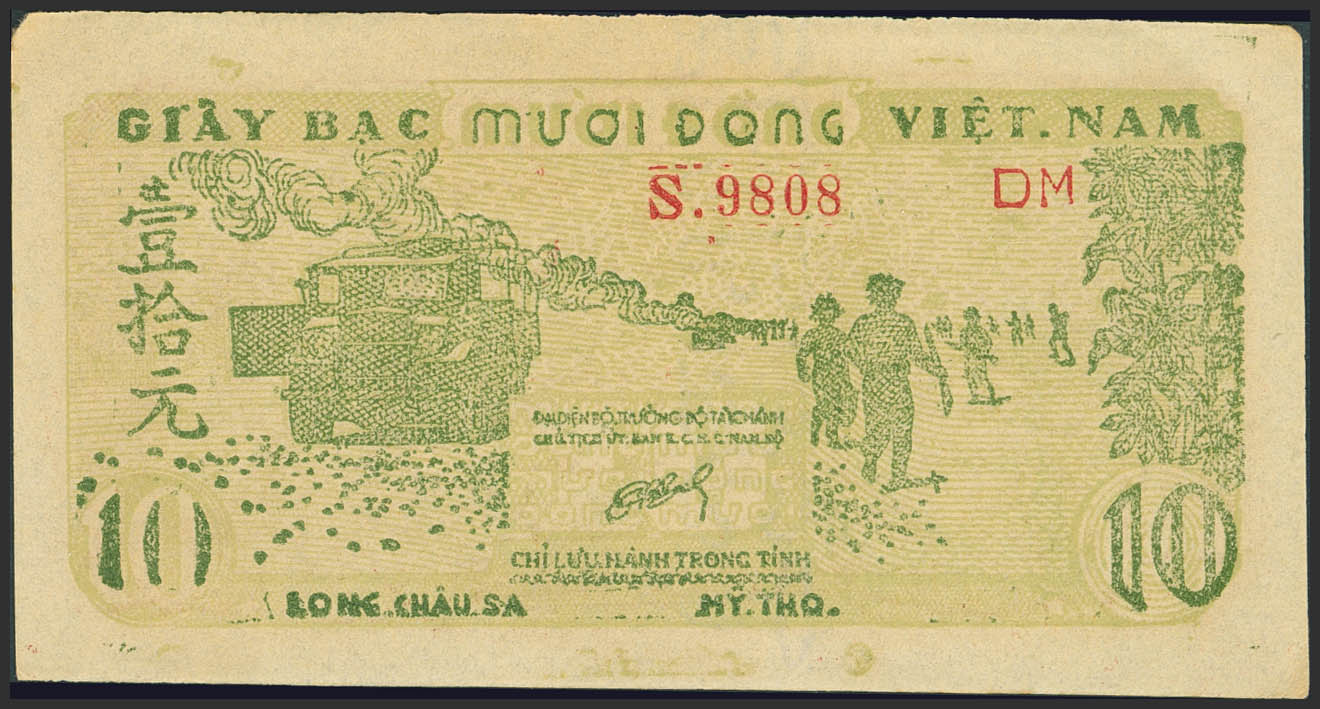 GIẤY BẠC MƯỜI ĐỒNG VIỆT.NAM
S.9808 DM
壹拾元
ĐẠI DIỆN BỘ TRƯỞNG BỘ TÀI CHÁNH
CHỦ TỊCH ỦY BAN K.C.H.C NAM BỘ
CHỈ LƯU HÀNH TRONG TỈNH
LONG.CHÂU.SA MỸ.THO.
10 10